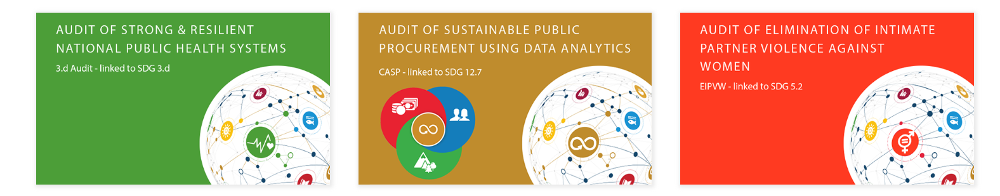 AUDIT OF STRONG & RESILIENT
NATIONAL PUBLIC HEALTH SYSTEMS
3.d Audit - linked to SDG 3.d
AUDIT OF SUSTAINABLE PUBLIC
PROCUREMENT USING DATA ANALYTICS
CASP - linked to SDG 12.7
AUDIT OF ELIMINATION OF INTIMATE
PARTNER VIOLENCE AGAINST
WOMEN
EIPVW - linked to SDG 5.2